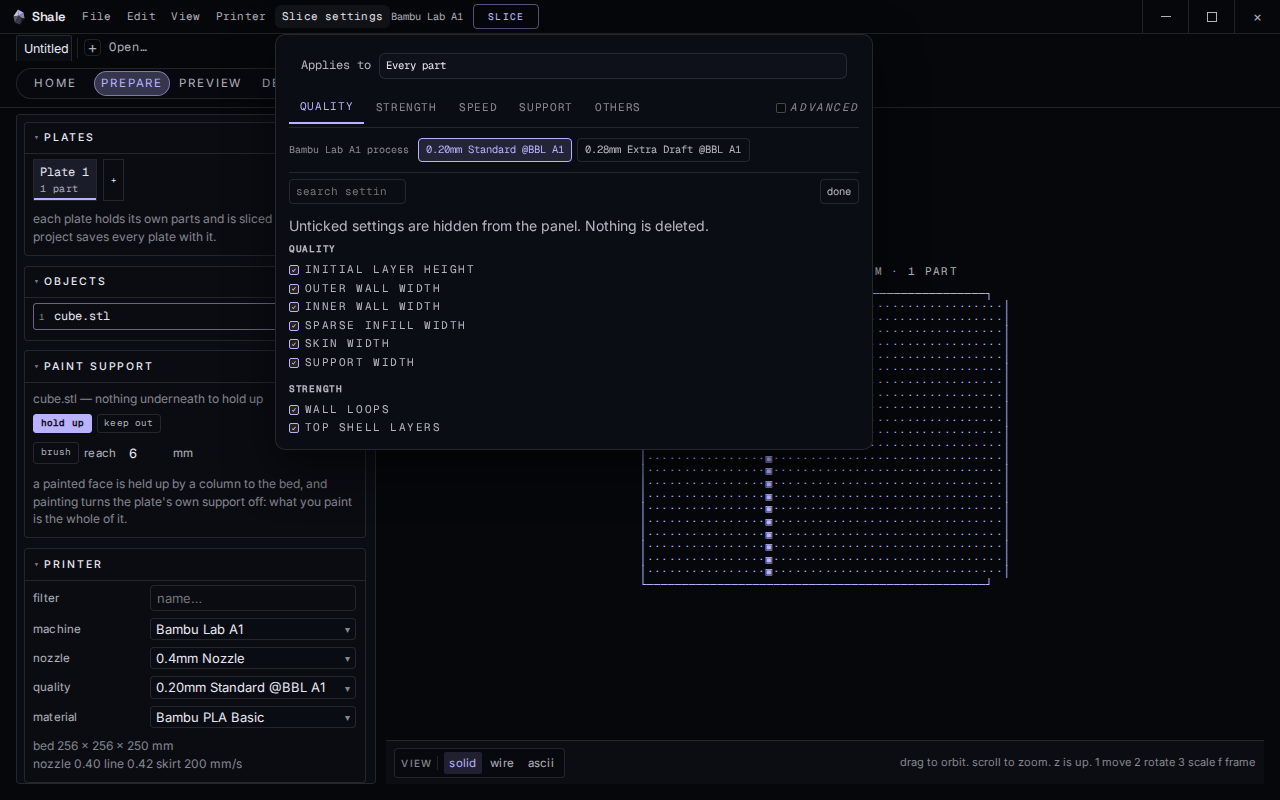 Shale File Edit View Printer Slice settings Bambu Lab A1 SLICE
Untitled + Open…
HOME PREPARE PREVIEW
PLATES
Plate 1
1 part
+
each plate holds its own parts and is sliced
project saves every plate with it.
OBJECTS
1 cube.stl
PAINT SUPPORT
cube.stl — nothing underneath to hold up
hold up keep out
brush reach 6 mm
a painted face is held up by a column to the bed, and
painting turns the plate's own support off: what you paint
is the whole of it.
PRINTER
filter name...
machine Bambu Lab A1
nozzle 0.4mm Nozzle
quality 0.20mm Standard @BBL A1
material Bambu PLA Basic
bed 256 × 256 × 250 mm
nozzle 0.40 line 0.42 skirt 200 mm/s
Applies to Every part
QUALITY STRENGTH SPEED SUPPORT OTHERS ADVANCED
Bambu Lab A1 process 0.20mm Standard @BBL A1 0.28mm Extra Draft @BBL A1
search settin done
Unticked settings are hidden from the panel. Nothing is deleted.
QUALITY
INITIAL LAYER HEIGHT
OUTER WALL WIDTH
INNER WALL WIDTH
SPARSE INFILL WIDTH
SKIN WIDTH
SUPPORT WIDTH
STRENGTH
WALL LOOPS
TOP SHELL LAYERS
M · 1 PART
VIEW solid wire ascii
drag to orbit. scroll to zoom. z is up. 1 move 2 rotate 3 scale f frame